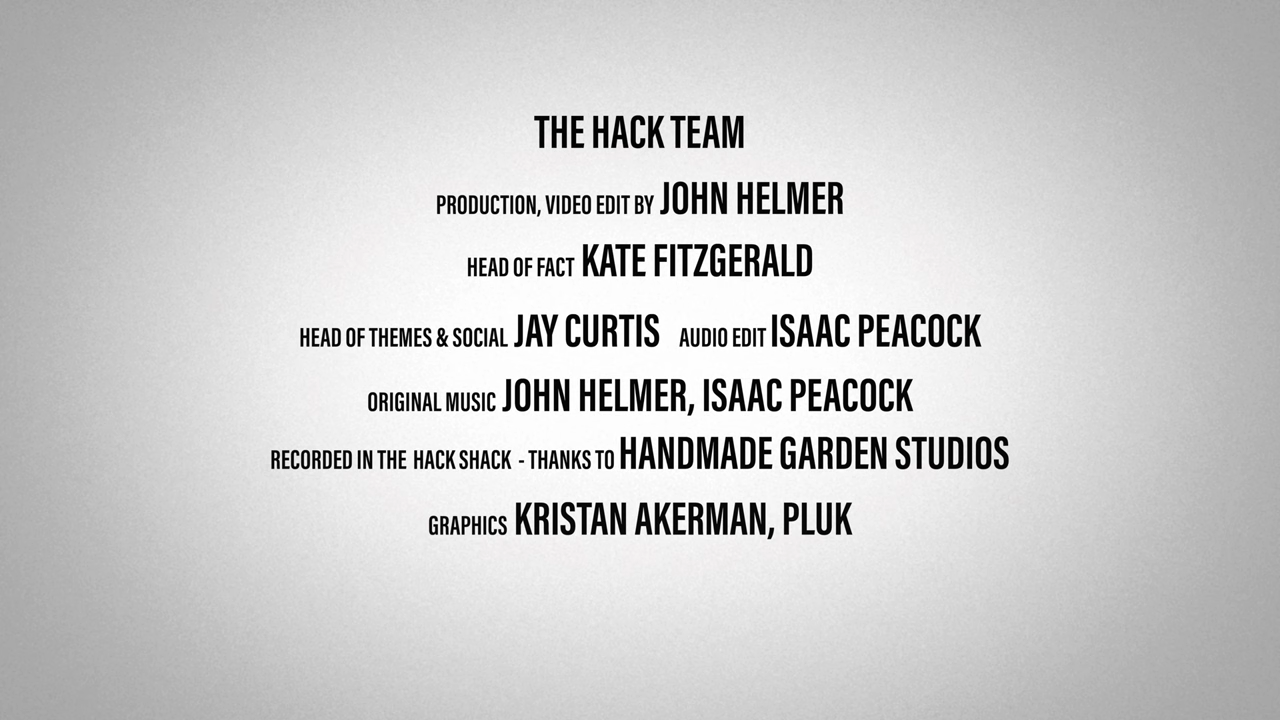 THE HACK TEAM
PRODUCTION, VIDEO EDIT BY JOHN HELMER
HEAD OF FACT KATE FITZGERALD
HEAD OF THEMES & SOCIAL JAY CURTIS AUDIO EDIT ISAAC PEACOCK
ORIGINAL MUSIC JOHN HELMER, ISAAC PEACOCK
RECORDED IN THE HACK SHACK - THANKS TO HANDMADE GARDEN STUDIOS
GRAPHICS KRISTAN AKERMAN, PLUK